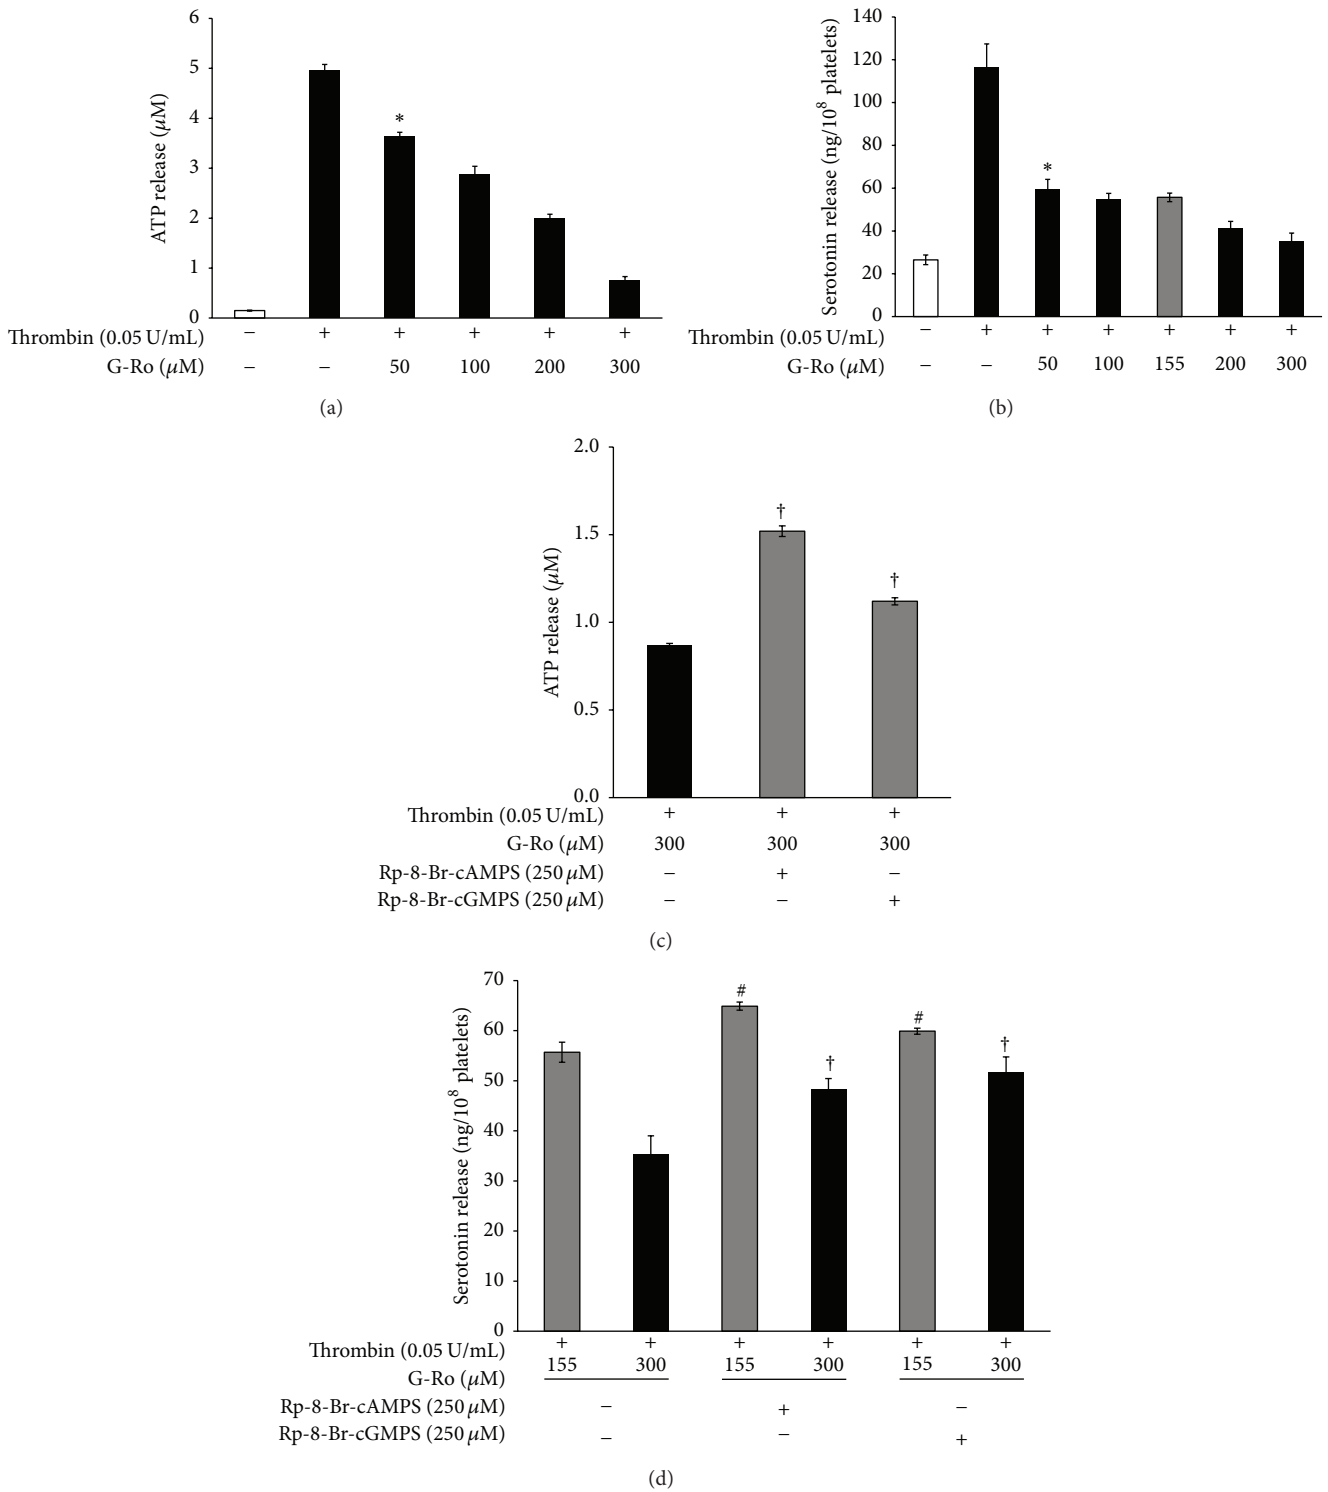 6
5
4
3
2
1
0
ATP release (μM)
*
Thrombin (0.05 U/mL) − + + + + +
G-Ro (μM) − − 50 100 200 300
(a)
140
120
100
80
60
40
20
0
Serotonin release (ng/10⁸ platelets)
*
Thrombin (0.05 U/mL) − + + + + + +
G-Ro (μM) − − 50 100 155 200 300
(b)
2.0
1.5
1.0
0.5
0.0
ATP release (μM)
†
†
Thrombin (0.05 U/mL) + + +
G-Ro (μM) 300 300 300
Rp-8-Br-cAMPS (250 μM) − + −
Rp-8-Br-cGMPS (250 μM) − − +
(c)
70
60
50
40
30
20
10
0
Serotonin release (ng/10⁸ platelets)
#
#
†
†
Thrombin (0.05 U/mL) + + + + + +
G-Ro (μM) 155 300 155 300 155 300
Rp-8-Br-cAMPS (250 μM) − + −
Rp-8-Br-cGMPS (250 μM) − − +
(d)